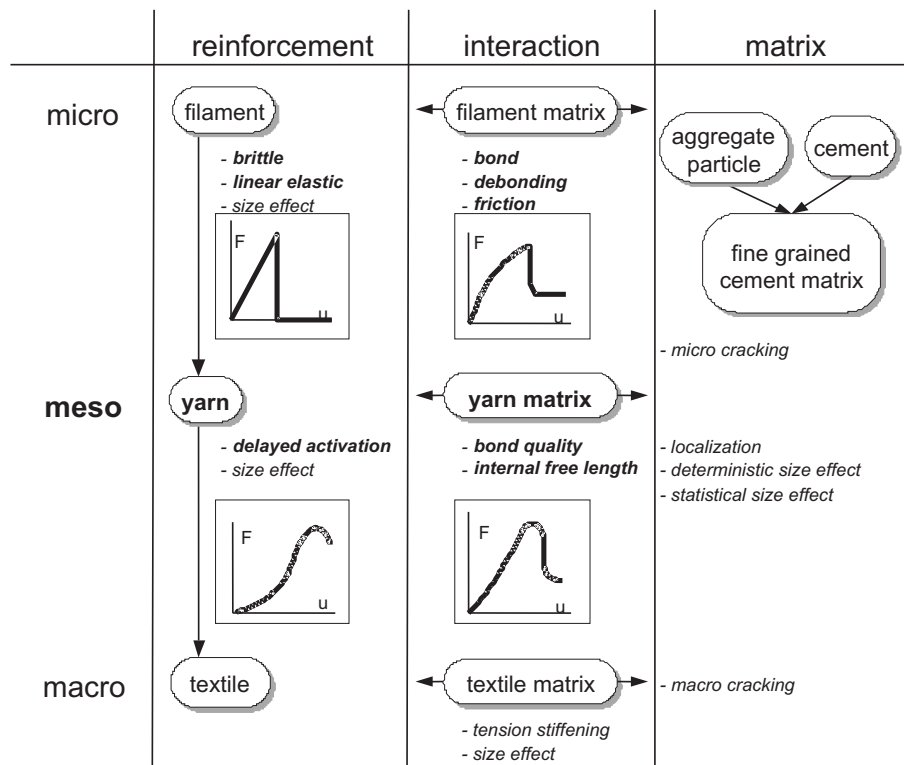 reinforcement
interaction
matrix
micro
filament
filament matrix
aggregate
particle
cement
- brittle
- linear elastic
- size effect
- bond
- debonding
- friction
F
u
F
u
fine grained
cement matrix
- micro cracking
meso
yarn
yarn matrix
- delayed activation
- size effect
- bond quality
- internal free length
- localization
- deterministic size effect
- statistical size effect
F
u
F
u
macro
textile
textile matrix
- macro cracking
- tension stiffening
- size effect